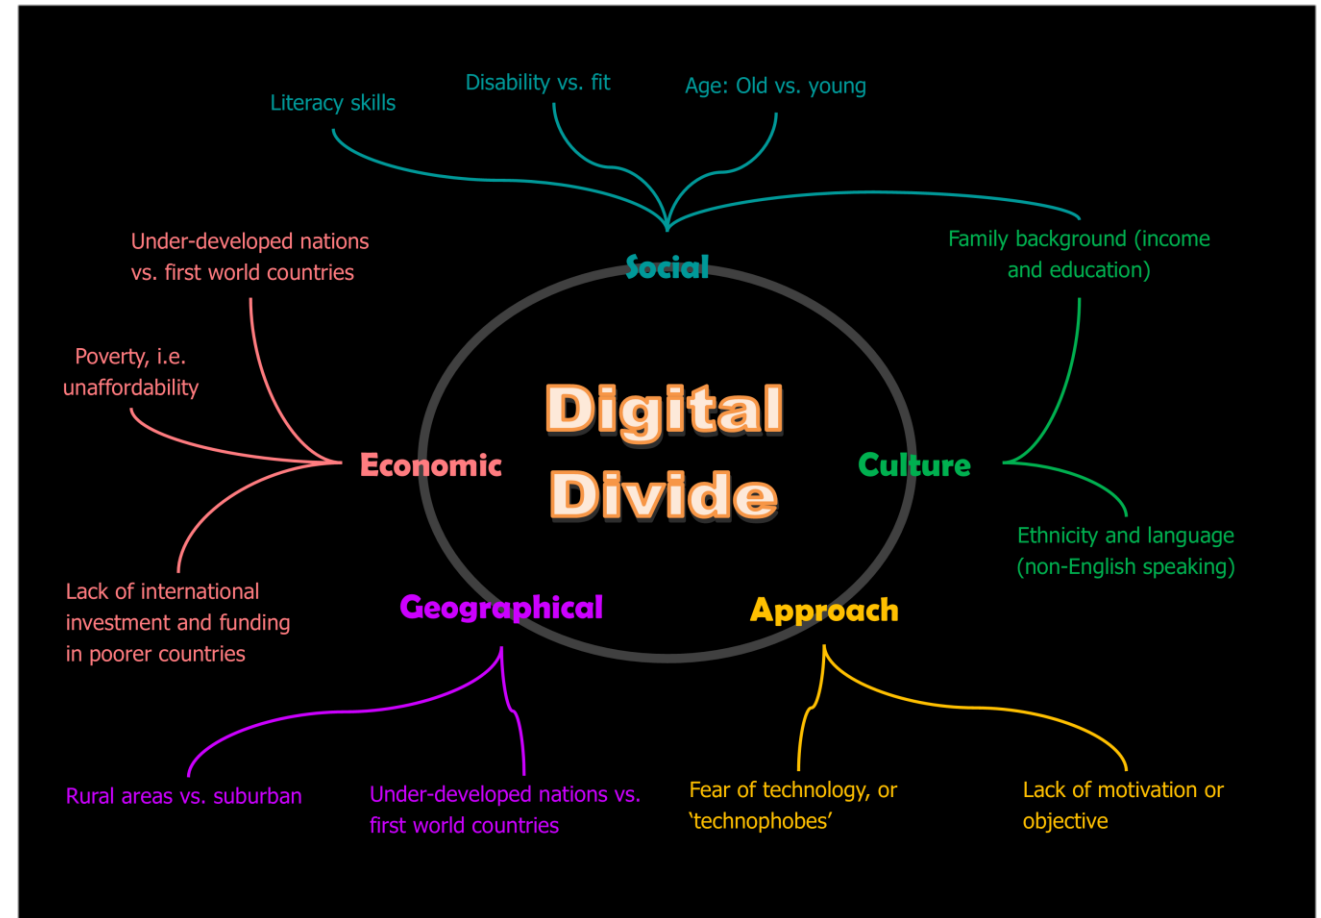 Literacy skills
Disability vs. fit
Age: Old vs. young
Under-developed nations
vs. first world countries
Social
Family background (income
and education)
Poverty, i.e.
unaffordability
Digital
Divide
Economic
Culture
Ethnicity and language
(non-English speaking)
Lack of international
investment and funding
in poorer countries
Geographical
Approach
Rural areas vs. suburban
Under-developed nations vs.
first world countries
Fear of technology, or
‘technophobes’
Lack of motivation or
objective